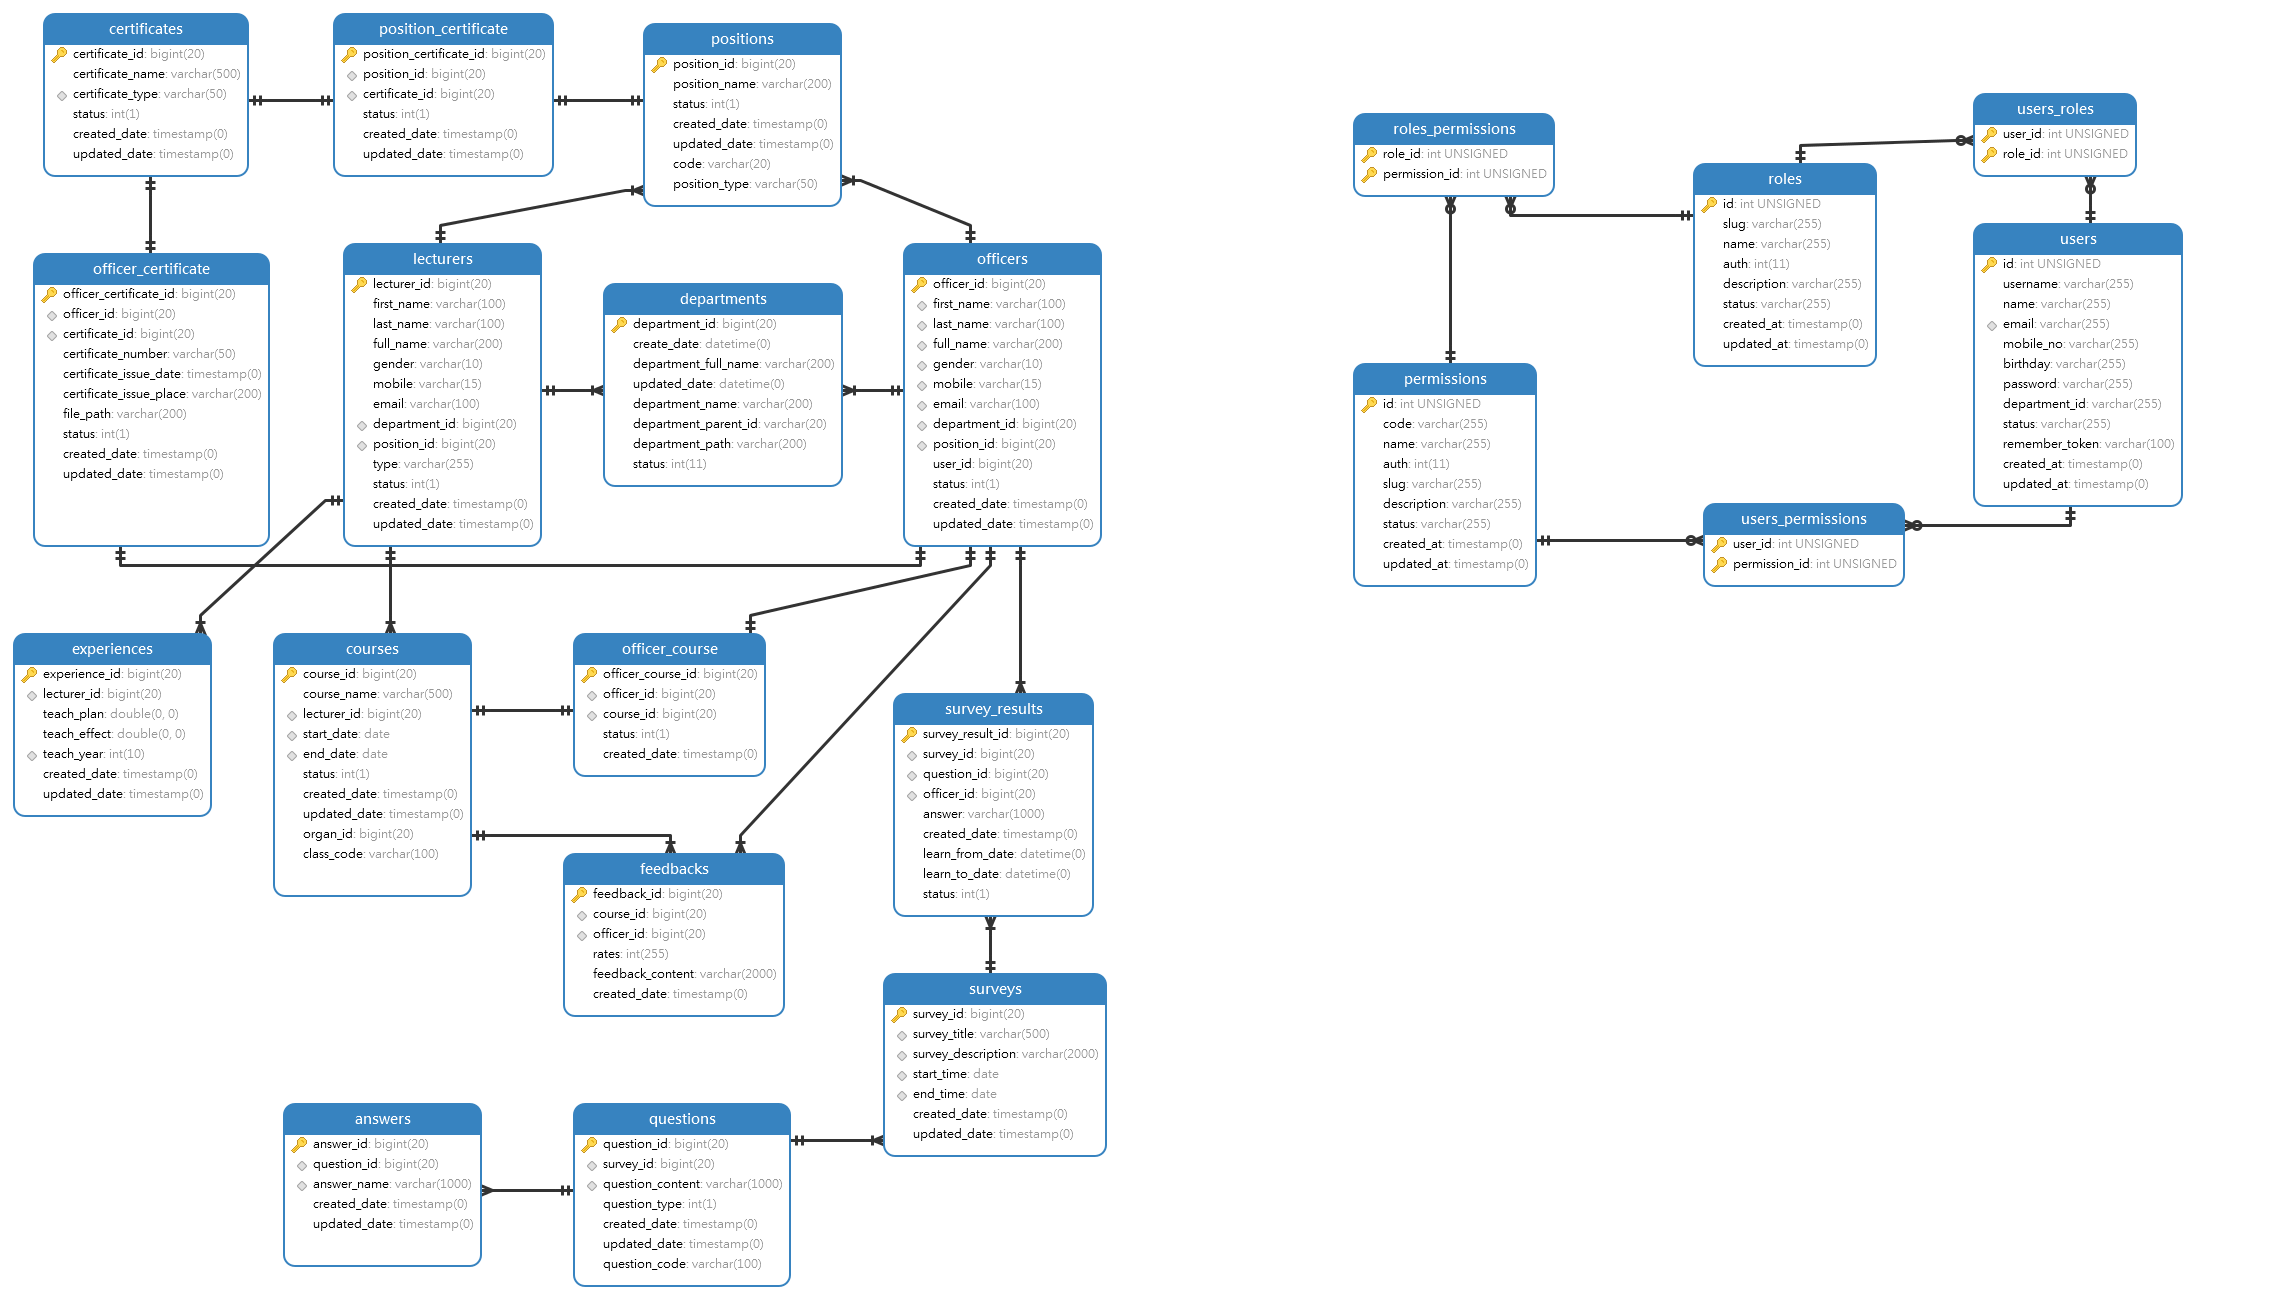 certificates
certificate_id: bigint(20)
certificate_name: varchar(500)
certificate_type: varchar(50)
status: int(1)
created_date: timestamp(0)
updated_date: timestamp(0)
position_certificate
position_certificate_id: bigint(20)
position_id: bigint(20)
certificate_id: bigint(20)
status: int(1)
created_date: timestamp(0)
updated_date: timestamp(0)
positions
position_id: bigint(20)
position_name: varchar(200)
status: int(1)
created_date: timestamp(0)
updated_date: timestamp(0)
code: varchar(20)
position_type: varchar(50)
roles_permissions
role_id: int UNSIGNED
permission_id: int UNSIGNED
roles
id: int UNSIGNED
slug: varchar(255)
name: varchar(255)
auth: int(11)
description: varchar(255)
status: varchar(255)
created_at: timestamp(0)
updated_at: timestamp(0)
users_roles
user_id: int UNSIGNED
role_id: int UNSIGNED
users
id: int UNSIGNED
username: varchar(255)
name: varchar(255)
email: varchar(255)
mobile_no: varchar(255)
birthday: varchar(255)
password: varchar(255)
department_id: varchar(255)
status: varchar(255)
remember_token: varchar(100)
created_at: timestamp(0)
updated_at: timestamp(0)
officer_certificate
officer_certificate_id: bigint(20)
officer_id: bigint(20)
certificate_id: bigint(20)
certificate_number: varchar(50)
certificate_issue_date: timestamp(0)
certificate_issue_place: varchar(200)
file_path: varchar(200)
status: int(1)
created_date: timestamp(0)
updated_date: timestamp(0)
lecturers
lecturer_id: bigint(20)
first_name: varchar(100)
last_name: varchar(100)
full_name: varchar(200)
gender: varchar(10)
mobile: varchar(15)
email: varchar(100)
department_id: bigint(20)
position_id: bigint(20)
type: varchar(255)
status: int(1)
created_date: timestamp(0)
updated_date: timestamp(0)
departments
department_id: bigint(20)
create_date: datetime(0)
department_full_name: varchar(200)
updated_date: datetime(0)
department_name: varchar(200)
department_parent_id: varchar(20)
department_path: varchar(200)
status: int(11)
officers
officer_id: bigint(20)
first_name: varchar(100)
last_name: varchar(100)
full_name: varchar(200)
gender: varchar(10)
mobile: varchar(15)
email: varchar(100)
department_id: bigint(20)
position_id: bigint(20)
user_id: bigint(20)
status: int(1)
created_date: timestamp(0)
updated_date: timestamp(0)
permissions
id: int UNSIGNED
code: varchar(255)
name: varchar(255)
auth: int(11)
slug: varchar(255)
description: varchar(255)
status: varchar(255)
created_at: timestamp(0)
updated_at: timestamp(0)
users_permissions
user_id: int UNSIGNED
permission_id: int UNSIGNED
experiences
experience_id: bigint(20)
lecturer_id: bigint(20)
teach_plan: double(0, 0)
teach_effect: double(0, 0)
teach_year: int(10)
created_date: timestamp(0)
updated_date: timestamp(0)
courses
course_id: bigint(20)
course_name: varchar(500)
lecturer_id: bigint(20)
start_date: date
end_date: date
status: int(1)
created_date: timestamp(0)
updated_date: timestamp(0)
organ_id: bigint(20)
class_code: varchar(100)
officer_course
officer_course_id: bigint(20)
officer_id: bigint(20)
course_id: bigint(20)
status: int(1)
created_date: timestamp(0)
survey_results
survey_result_id: bigint(20)
survey_id: bigint(20)
question_id: bigint(20)
officer_id: bigint(20)
answer: varchar(1000)
created_date: timestamp(0)
learn_from_date: datetime(0)
learn_to_date: datetime(0)
status: int(1)
feedbacks
feedback_id: bigint(20)
course_id: bigint(20)
officer_id: bigint(20)
rates: int(255)
feedback_content: varchar(2000)
created_date: timestamp(0)
surveys
survey_id: bigint(20)
survey_title: varchar(500)
survey_description: varchar(2000)
start_time: date
end_time: date
created_date: timestamp(0)
updated_date: timestamp(0)
answers
answer_id: bigint(20)
question_id: bigint(20)
answer_name: varchar(1000)
created_date: timestamp(0)
updated_date: timestamp(0)
questions
question_id: bigint(20)
survey_id: bigint(20)
question_content: varchar(1000)
question_type: int(1)
created_date: timestamp(0)
updated_date: timestamp(0)
question_code: varchar(100)